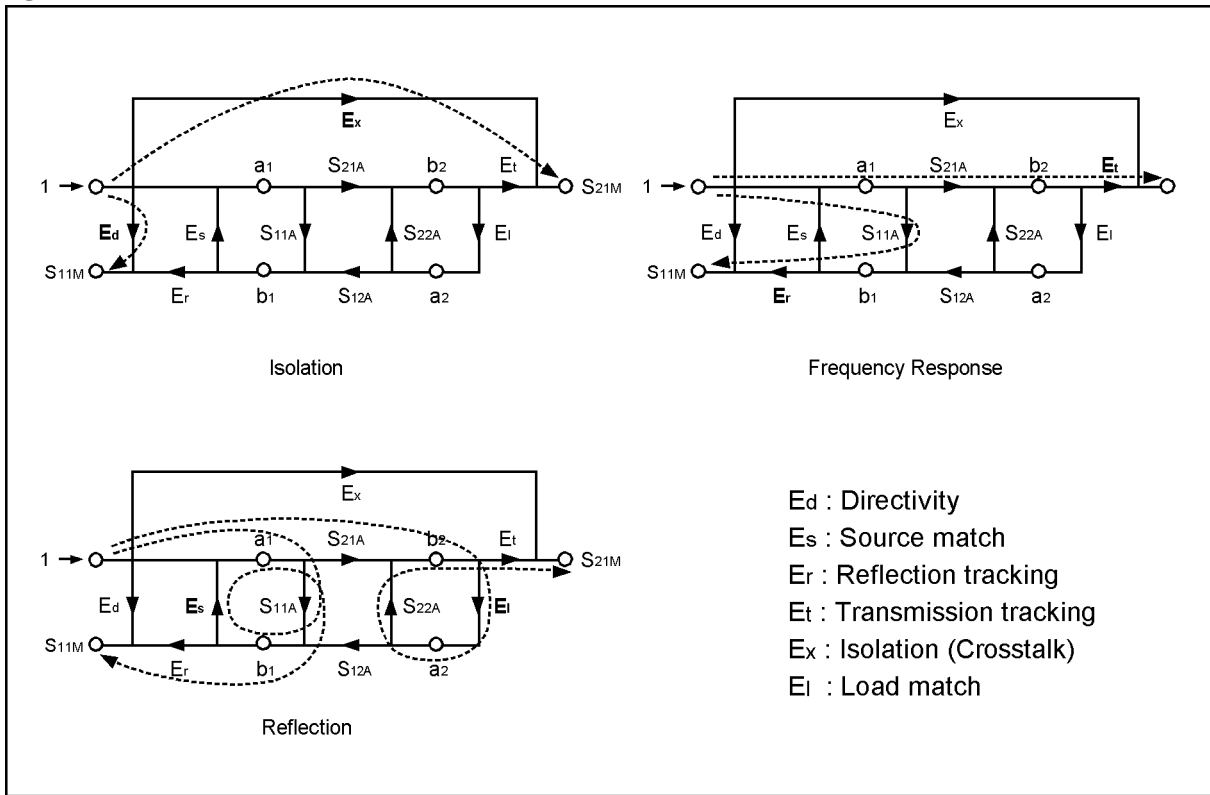 Ex
a1 S21A b2 Et
1 S21M
Ed Es S11A S22A El
S11M
Er b1 S12A a2
Isolation
Ex
a1 S21A b2 Et
1
Ed Es S11A S22A El
S11M
Er b1 S12A a2
Frequency Response
Ex
a1 S21A b2 Et
1 S21M
Ed Es S11A S22A El
S11M
Er b1 S12A a2
Reflection
Ed : Directivity
Es : Source match
Er : Reflection tracking
Et : Transmission tracking
Ex : Isolation (Crosstalk)
El : Load match